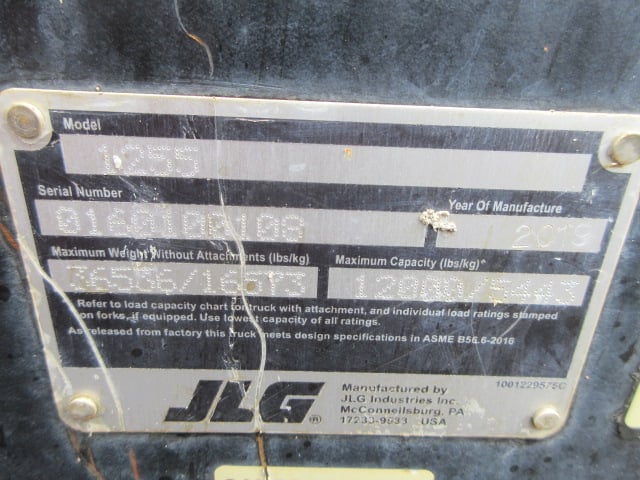 Model
1255
Serial Number
Year Of Manufacture
0160100108
2019
Maximum Weight Without Attachments (lbs/kg)
Maximum Capacity (lbs/kg)^
36536/16573
12000/5443
Refer to load capacity chart for truck with attachment, and individual load ratings stamped
on forks, if equipped. Use lowest capacity of all ratings.
As released from factory this truck meets design specifications in ASME B56.6-2016
JLG®
Manufactured by
JLG Industries Inc.
McConnellsburg, PA
17233-9533 USA
1001229575C